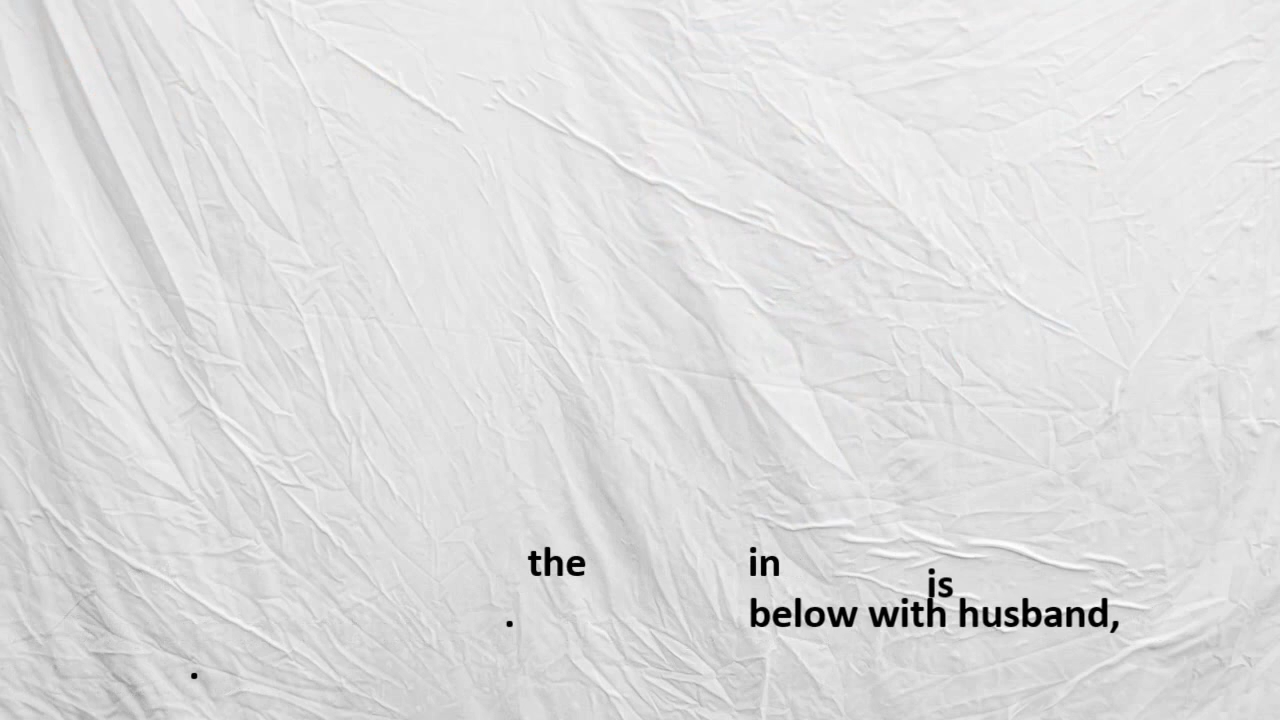 the in
is
. below with husband,
.